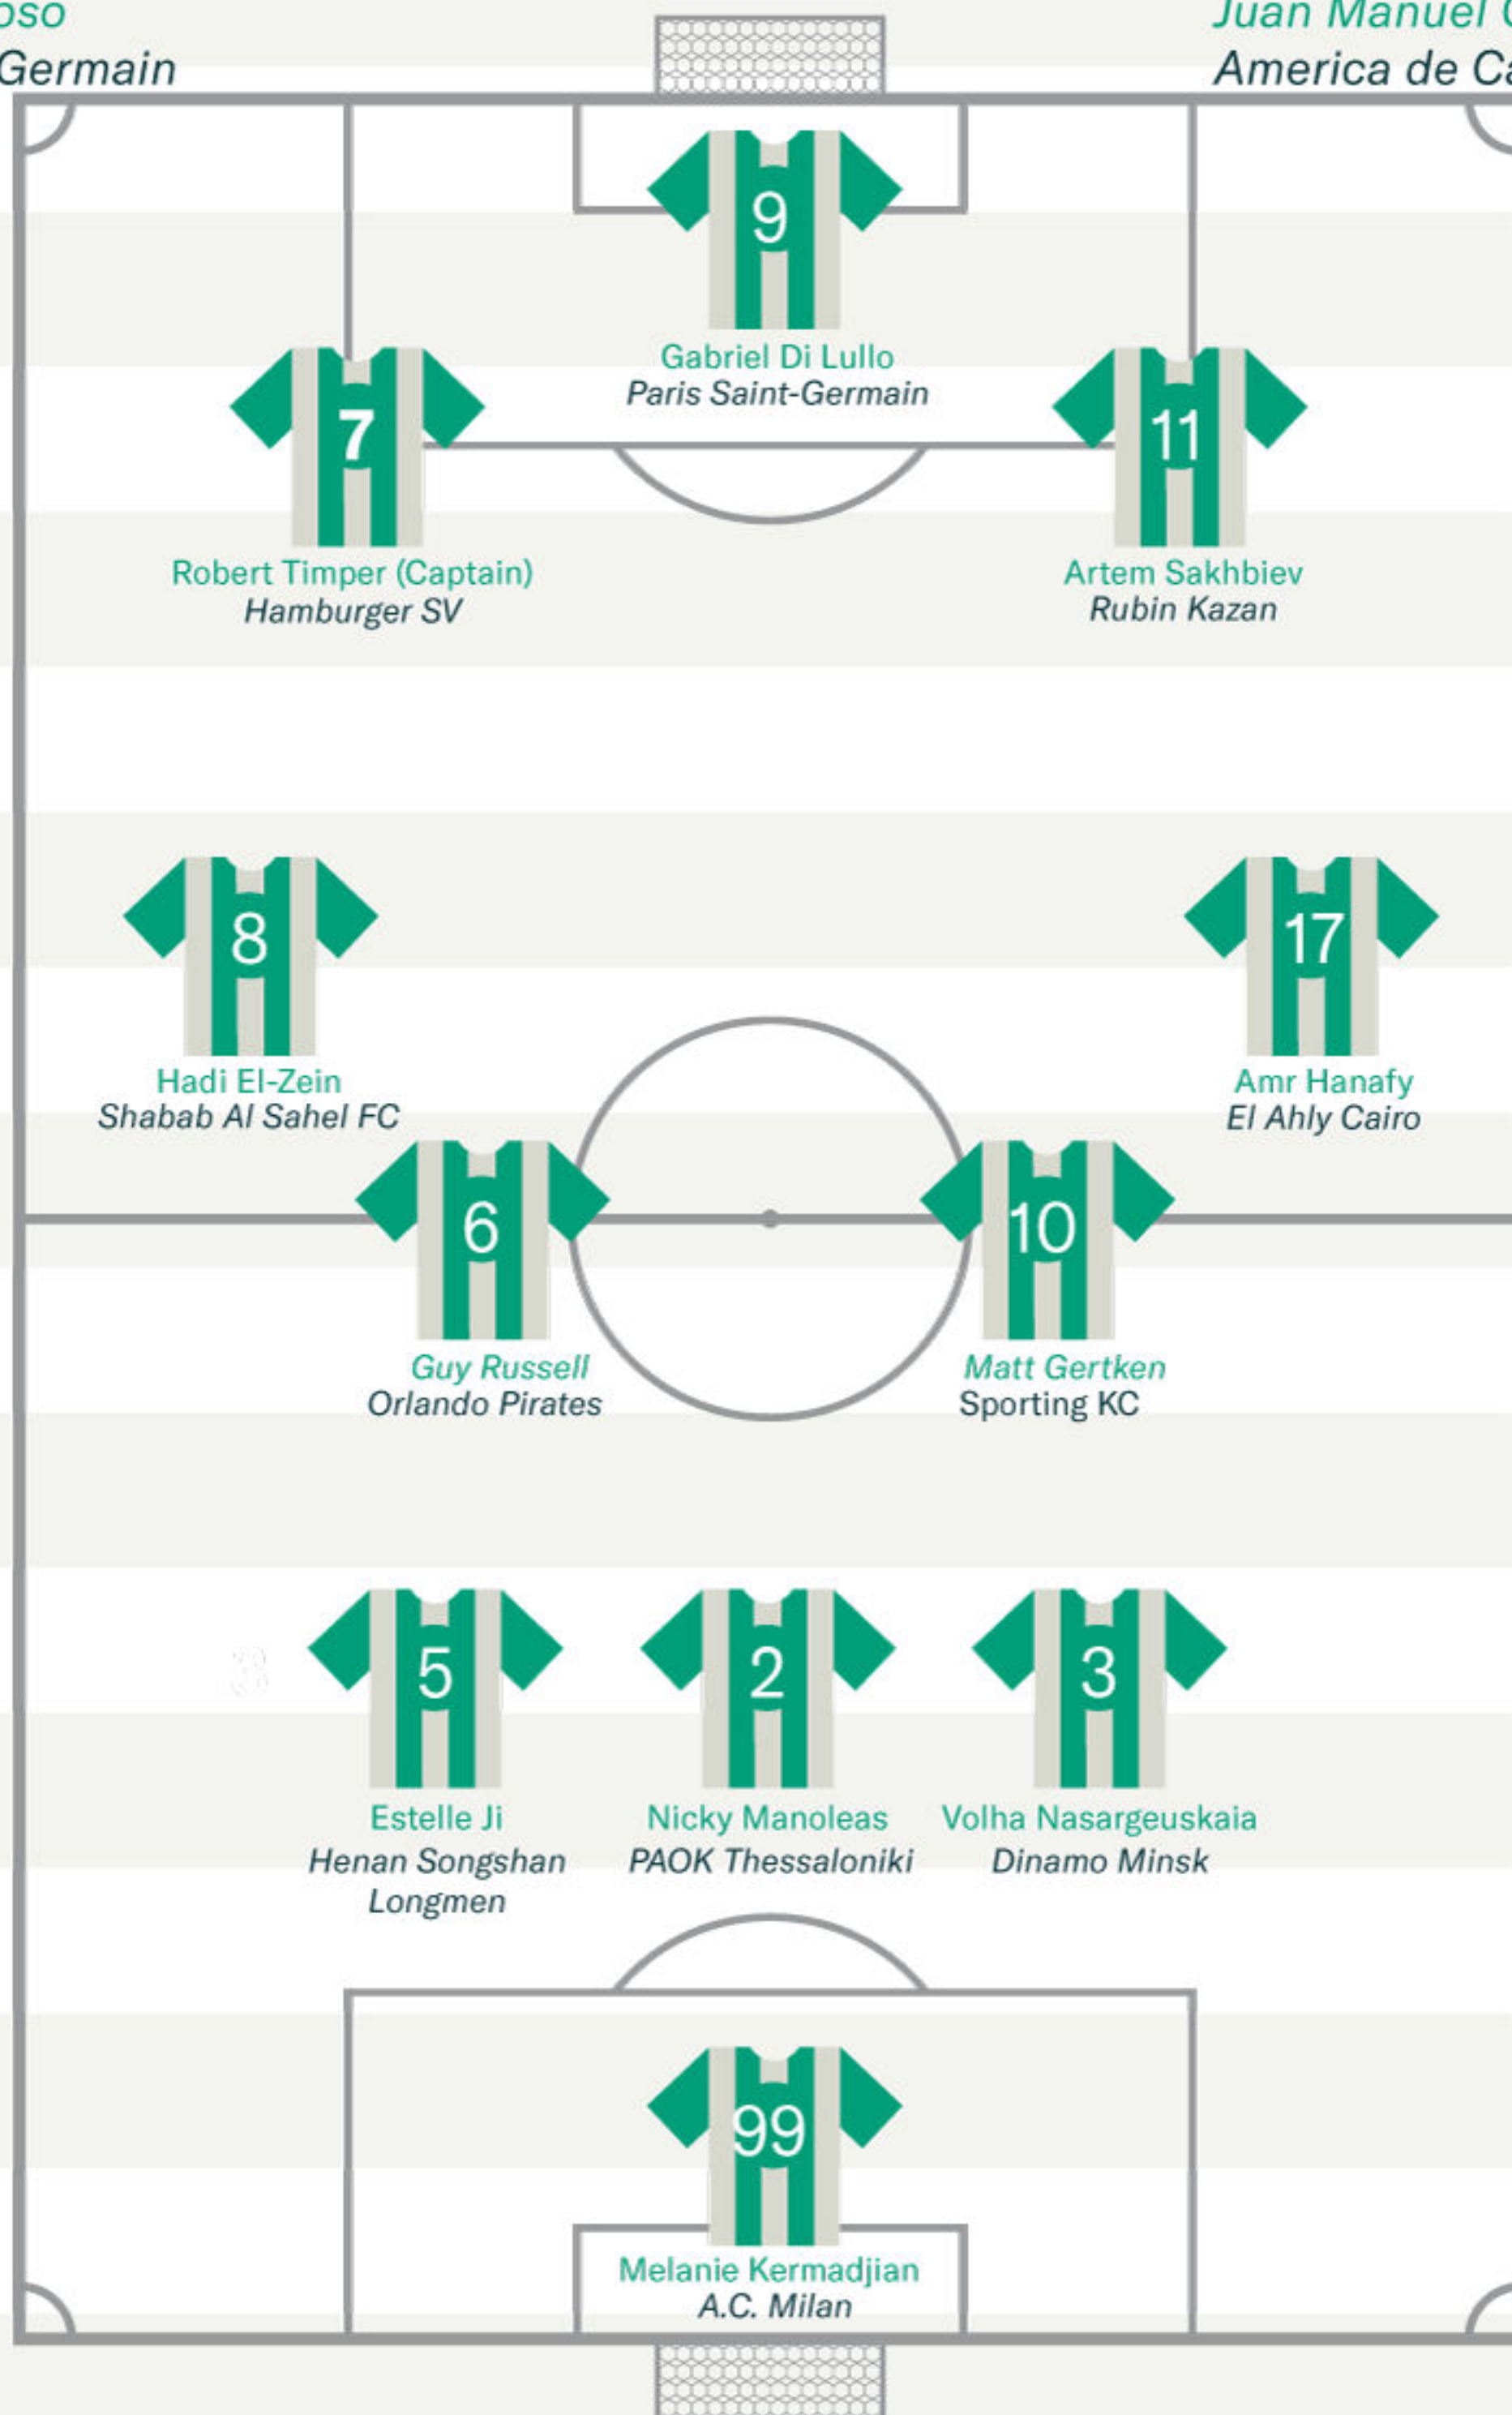 oso
Germain
Juan Manuel
America de
9
Gabriel Di Lullo
Paris Saint-Germain
7
Robert Timper (Captain)
Hamburger SV
11
Artem Sakhbiev
Rubin Kazan
8
Hadi El-Zein
Shabab Al Sahel FC
17
Amr Hanafy
El Ahly Cairo
6
Guy Russell
Orlando Pirates
10
Matt Gertken
Sporting KC
5
Estelle Ji
Henan Songshan
Longmen
2
Nicky Manoleas
PAOK Thessaloniki
3
Volha Nasargeuskaia
Dinamo Minsk
99
Melanie Kermadjian
A.C. Milan